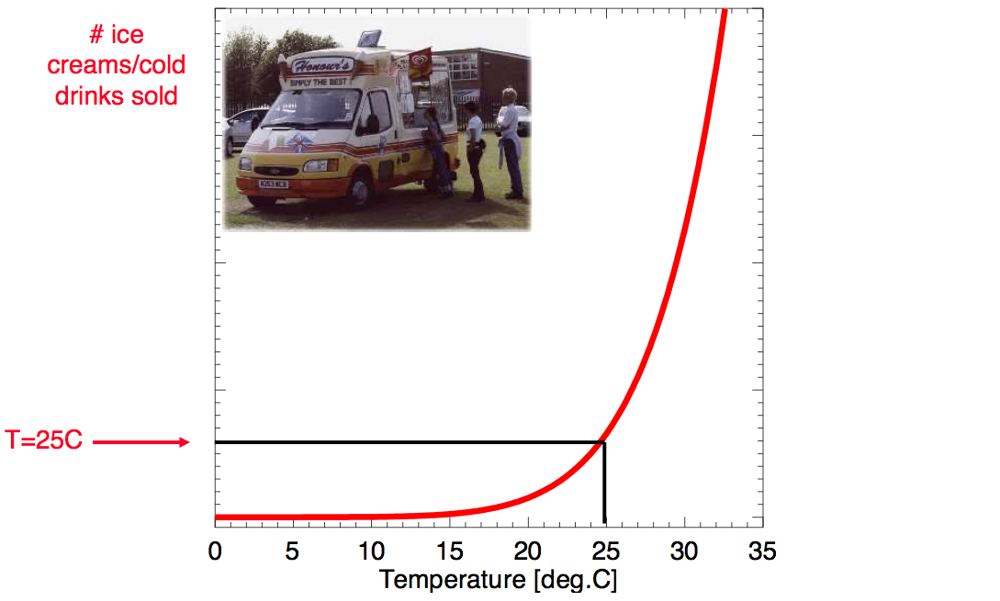 # ice
creams/cold
drinks sold
Honour's
SIMPLY THE BEST
T=25C
0 5 10 15 20 25 30 35
Temperature [deg.C]